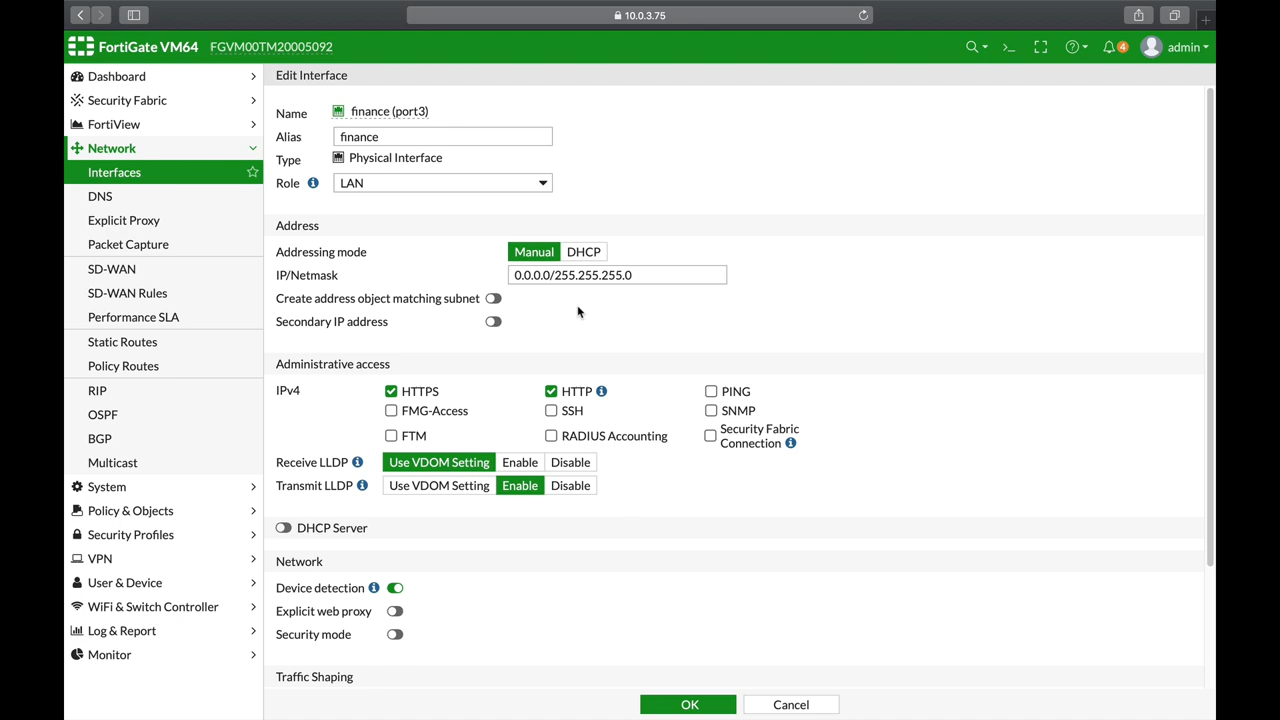 10.0.3.75
FortiGate VM64 FGVM00TM20005092
4 admin
Dashboard
Security Fabric
FortiView
Network
Interfaces
DNS
Explicit Proxy
Packet Capture
SD-WAN
SD-WAN Rules
Performance SLA
Static Routes
Policy Routes
RIP
OSPF
BGP
Multicast
System
Policy & Objects
Security Profiles
VPN
User & Device
WiFi & Switch Controller
Log & Report
Monitor
Edit Interface
Name finance (port3)
Alias finance
Type Physical Interface
Role LAN
Address
Addressing mode Manual DHCP
IP/Netmask 0.0.0.0/255.255.255.0
Create address object matching subnet
Secondary IP address
Administrative access
IPv4 HTTPS HTTP PING
FMG-Access SSH SNMP
FTM RADIUS Accounting Security Fabric
Connection
Receive LLDP Use VDOM Setting Enable Disable
Transmit LLDP Use VDOM Setting Enable Disable
DHCP Server
Network
Device detection
Explicit web proxy
Security mode
Traffic Shaping
OK Cancel